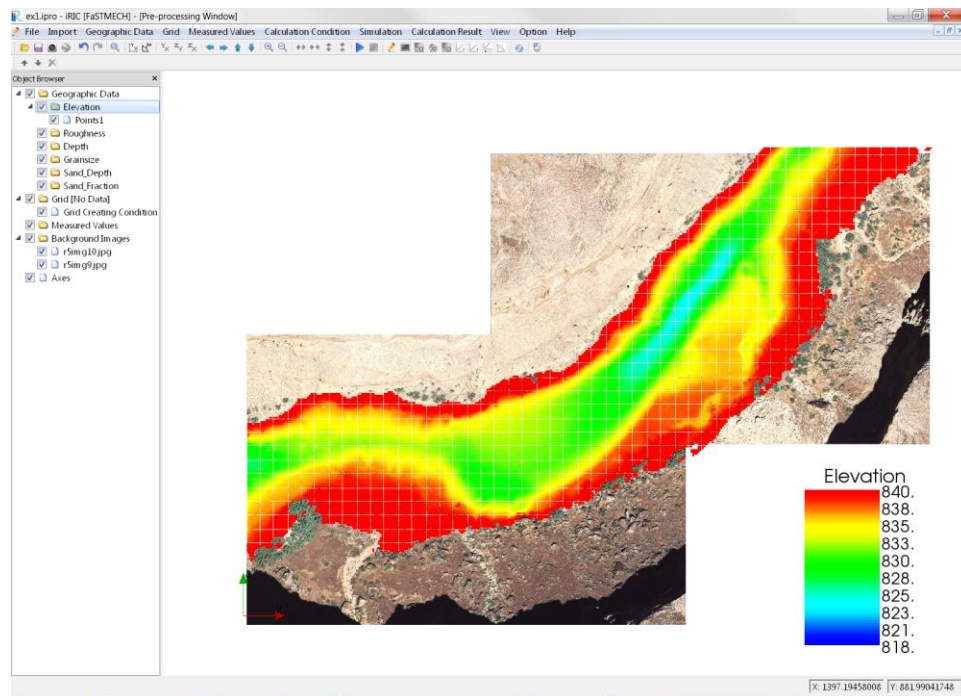 ex1.ipro - iRIC [FaSTMECH] - [Pre-processing Window]
File Import Geographic Data Grid Measured Values Calculation Condition Simulation Calculation Result View Option Help
Object Browser
Geographic Data
Elevation
Points1
Roughness
Depth
Grainsize
Sand_Depth
Sand_Fraction
Grid [No Data]
Grid Creating Condition
Measured Values
Background Images
r5img10.jpg
r5img9.jpg
Axes
Elevation
840.
838.
835.
833.
830.
828.
825.
823.
821.
818.
X: 1397.19458008 Y: 881.99041748